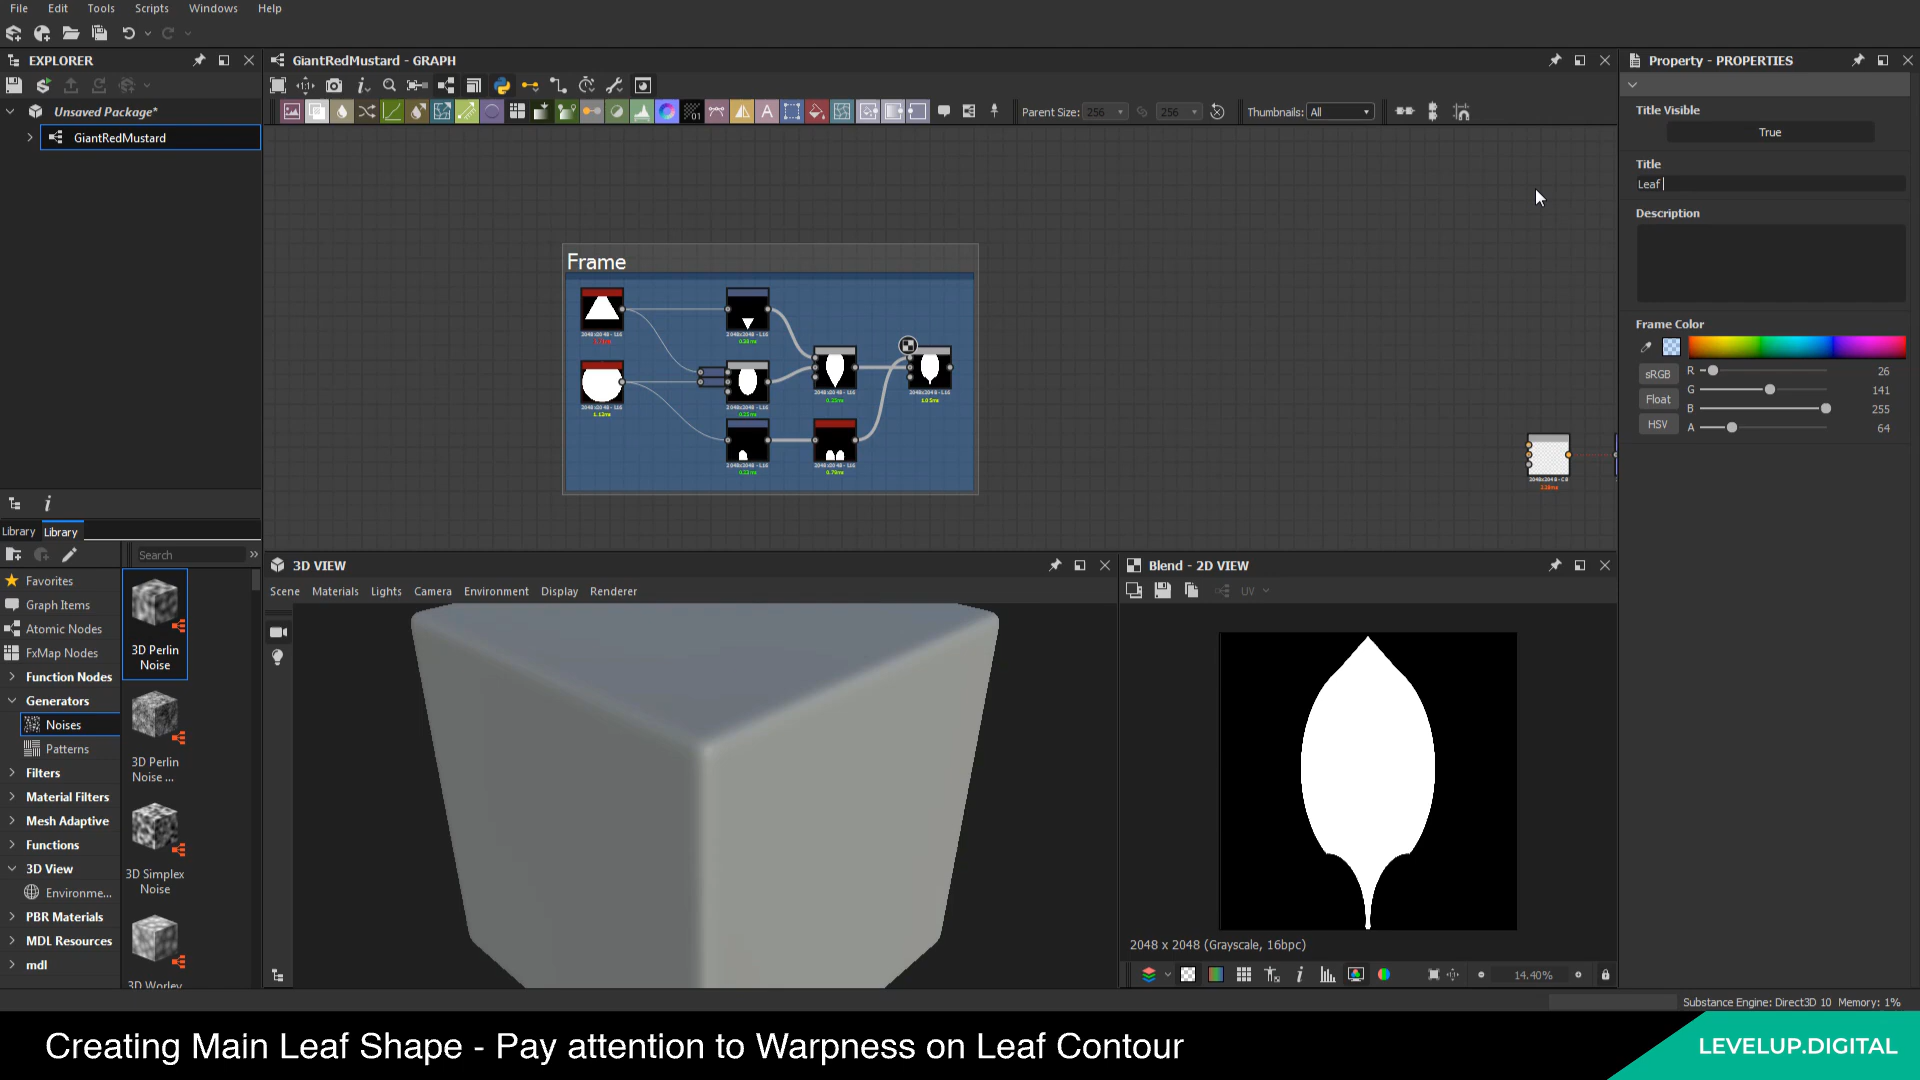 File Edit Tools Scripts Windows Help
EXPLORER
Unsaved Package*
GiantRedMustard
GiantRedMustard - GRAPH
Parent Size: 256 256 Thumbnails: All
Frame
Property - PROPERTIES
Title Visible
True
Title
Leaf
Description
Frame Color
sRGB R 26
G 141
Float
B 255
HSV A 64
Library Library
Search
Favorites
Graph Items
Atomic Nodes
FxMap Nodes
Function Nodes
Generators
Noises
Patterns
Filters
Material Filters
Mesh Adaptive
Functions
3D View
Environme...
PBR Materials
MDL Resources
mdl
3D Perlin
Noise
3D Perlin
Noise ...
3D Simplex
Noise
3D Worley
3D VIEW
Scene Materials Lights Camera Environment Display Renderer
Blend - 2D VIEW
UV
2048 x 2048 (Grayscale, 16bpc)
14.40%
Substance Engine: Direct3D 10 Memory: 1%
Creating Main Leaf Shape - Pay attention to Warpness on Leaf Contour
LEVELUP.DIGITAL